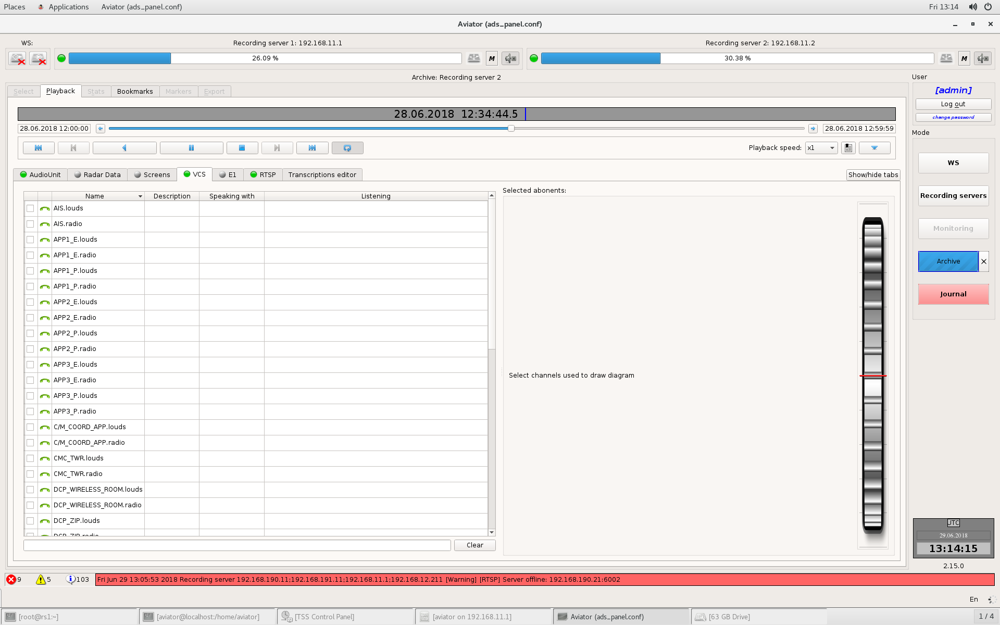 Places Applications Aviator (ads_panel.conf) Fri 13:14
Aviator (ads_panel.conf)
WS: Recording server 1: 192.168.11.1 Recording server 2: 192.168.11.2
26.09 % M 30.38 % M
Archive: Recording server 2 User
Select Playback Stats Bookmarks Markers Export [admin]
Log out
28.06.2018 12:34:44.5 change password
28.06.2018 12:00:00 28.06.2018 12:59:59
Mode
Playback speed: x1
WS
AudioUnit Radar Data Screens VCS E1 RTSP Transcriptions editor Show/hide tabs
Selected abonents:
Name Description Speaking with Listening Recording servers
AIS.louds
AIS.radio
Monitoring
APP1_E.louds
APP1_E.radio
Archive
APP1_P.louds
APP1_P.radio
Journal
APP2_E.louds
APP2_E.radio
APP2_P.louds
APP2_P.radio
APP3_E.louds
Select channels used to draw diagram
APP3_E.radio
APP3_P.louds
APP3_P.radio
C/M_COORD_APP.louds
C/M_COORD_APP.radio
CMC_TWR.louds
CMC_TWR.radio
DCP_WIRELESS_ROOM.louds
DCP_WIRELESS_ROOM.radio
DCP_ZIP.louds
DCP_ZIP.radio
UTC
29.06.2018
Clear
13:14:15
2.15.0
9 5 103 Fri Jun 29 13:05:53 2018 Recording server 192.168.190.11;192.168.191.11;192.168.11.1;192.168.12.211 [Warning] [RTSP] Server offline: 192.168.190.21:6002
En
[root@rs1:~] [aviator@localhost:/home/aviator] [TSS Control Panel] [aviator on 192.168.11.1] Aviator (ads_panel.conf) [63 GB Drive] 1 / 4